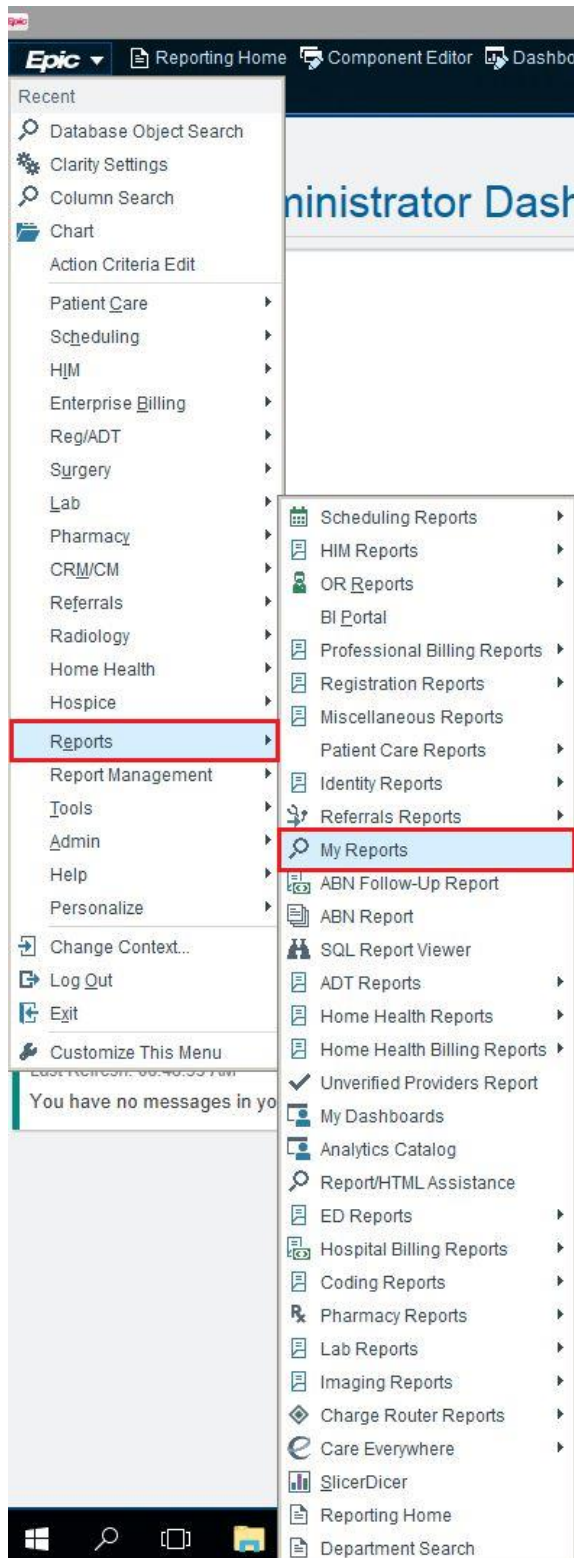 Epic
Epic Reporting Home Component Editor
Recent
Database Object Search
Clarity Settings
Column Search
Chart
Action Criteria Edit
Patient Care
Scheduling
HIM
Enterprise Billing
Reg/ADT
Surgery
Lab
Pharmacy
CRM/CM
Referrals
Radiology
Home Health
Hospice
Reports
Report Management
Tools
Admin
Help
Personalize
Change Context...
Log Out
Exit
Customize This Menu
You have no messages in yo
Scheduling Reports
HIM Reports
OR Reports
BI Portal
Professional Billing Reports
Registration Reports
Miscellaneous Reports
Patient Care Reports
Identity Reports
Referrals Reports
My Reports
ABN Follow-Up Report
ABN Report
SQL Report Viewer
ADT Reports
Home Health Reports
Home Health Billing Reports
Unverified Providers Report
My Dashboards
Analytics Catalog
Report/HTML Assistance
ED Reports
Hospital Billing Reports
Coding Reports
Pharmacy Reports
Lab Reports
Imaging Reports
Charge Router Reports
Care Everywhere
SlicerDicer
Reporting Home
Department Search